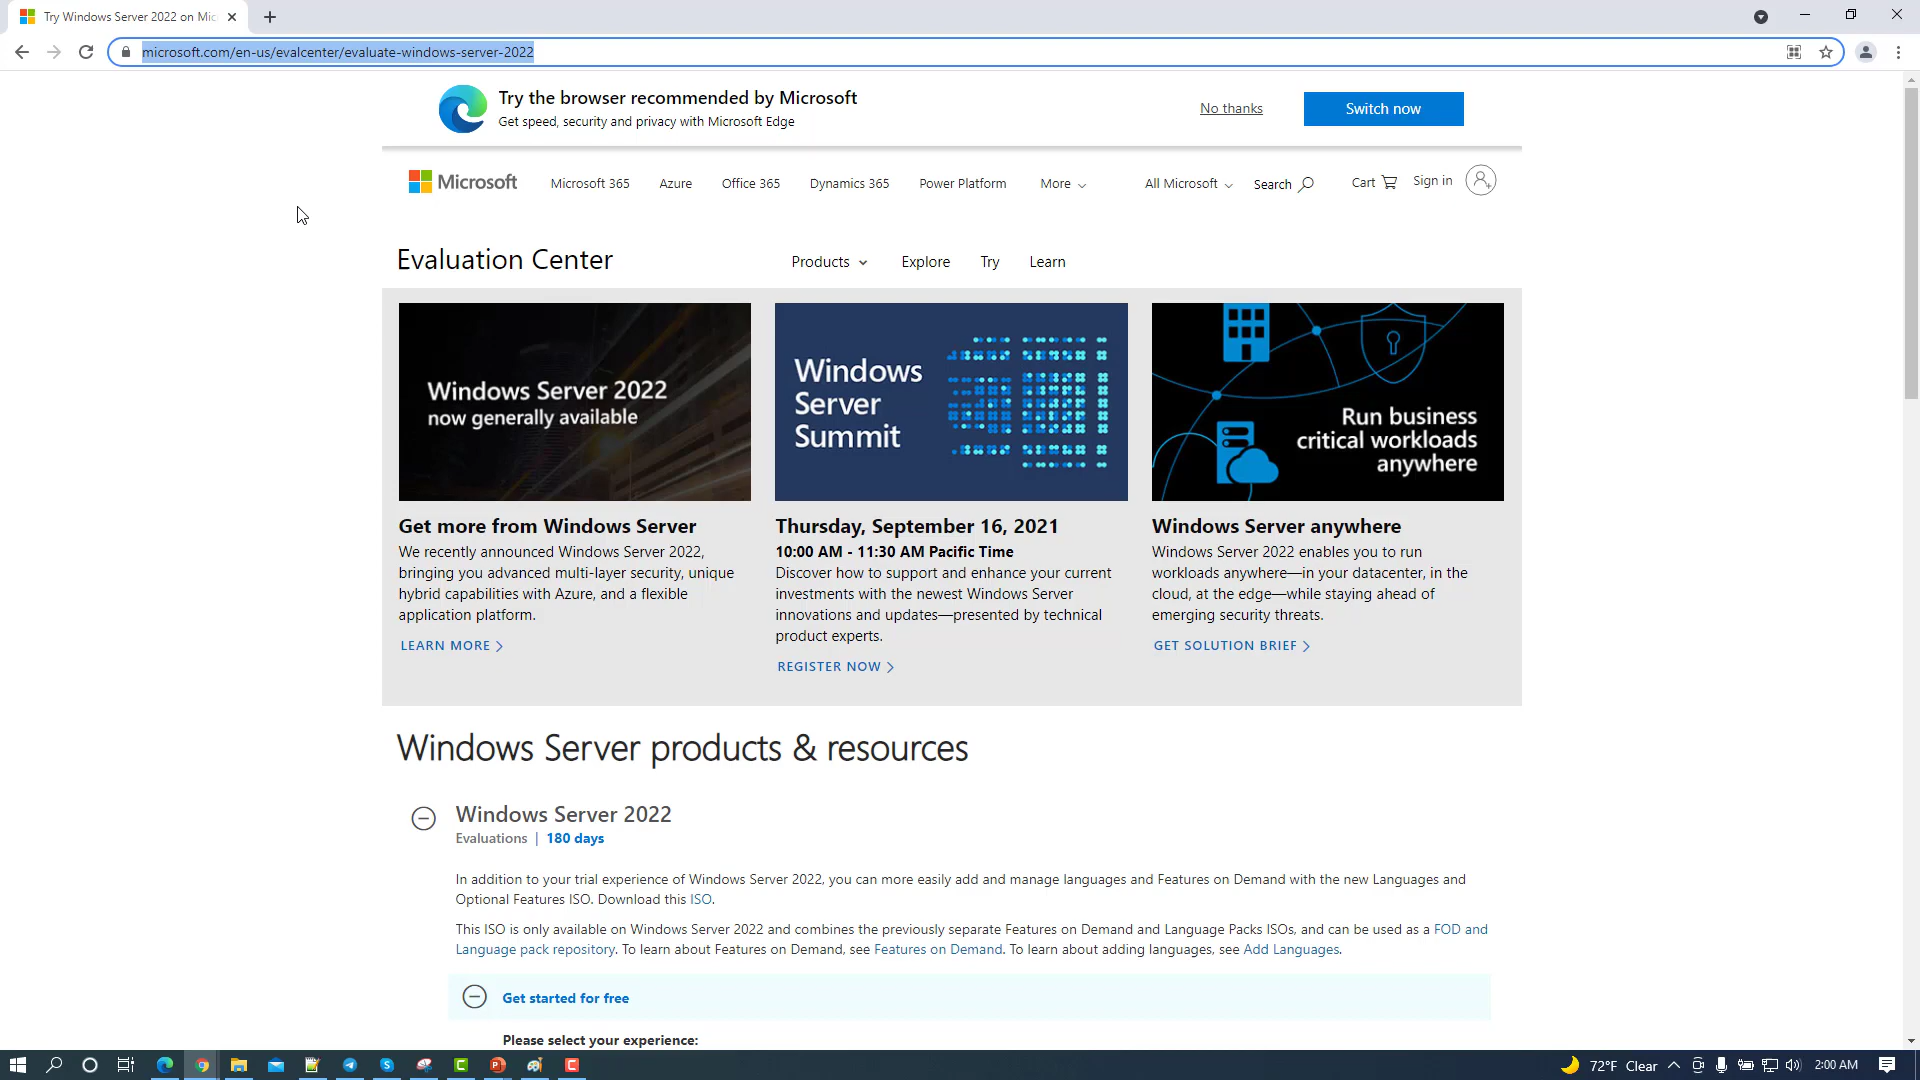 Try Windows Server 2022 on Mic
microsoft.com/en-us/evalcenter/evaluate-windows-server-2022
Try the browser recommended by Microsoft
Get speed, security and privacy with Microsoft Edge
No thanks
Switch now
Microsoft
Microsoft 365
Azure
Office 365
Dynamics 365
Power Platform
More
All Microsoft
Search
Cart
Sign in
Evaluation Center
Products
Explore
Try
Learn
Windows Server 2022
now generally available
Get more from Windows Server
We recently announced Windows Server 2022,
bringing you advanced multi-layer security, unique
hybrid capabilities with Azure, and a flexible
application platform.
LEARN MORE
Windows
Server
Summit
Thursday, September 16, 2021
10:00 AM - 11:30 AM Pacific Time
Discover how to support and enhance your current
investments with the newest Windows Server
innovations and updates—presented by technical
product experts.
REGISTER NOW
Run business
critical workloads
anywhere
Windows Server anywhere
Windows Server 2022 enables you to run
workloads anywhere—in your datacenter, in the
cloud, at the edge—while staying ahead of
emerging security threats.
GET SOLUTION BRIEF
Windows Server products & resources
Windows Server 2022
Evaluations | 180 days
In addition to your trial experience of Windows Server 2022, you can more easily add and manage languages and Features on Demand with the new Languages and
Optional Features ISO. Download this ISO.
This ISO is only available on Windows Server 2022 and combines the previously separate Features on Demand and Language Packs ISOs, and can be used as a FOD and
Language pack repository. To learn about Features on Demand, see Features on Demand. To learn about adding languages, see Add Languages.
Get started for free
Please select your experience:
72°F Clear
2:00 AM